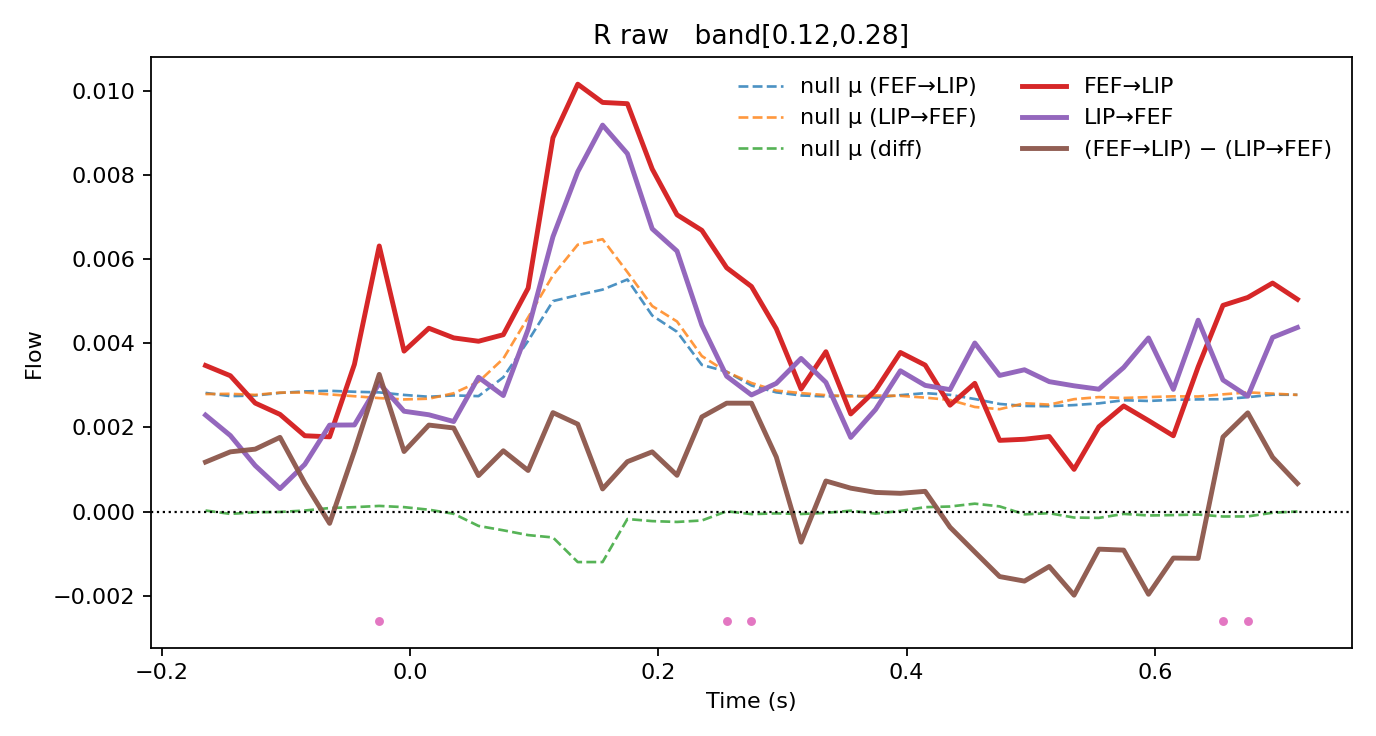 R raw   band[0.12,0.28]
null μ (FEF→LIP)
null μ (LIP→FEF)
null μ (diff)
FEF→LIP
LIP→FEF
(FEF→LIP) − (LIP→FEF)
0.010
0.008
0.006
0.004
0.002
0.000
−0.002
Flow
−0.2
0.0
0.2
0.4
0.6
Time (s)